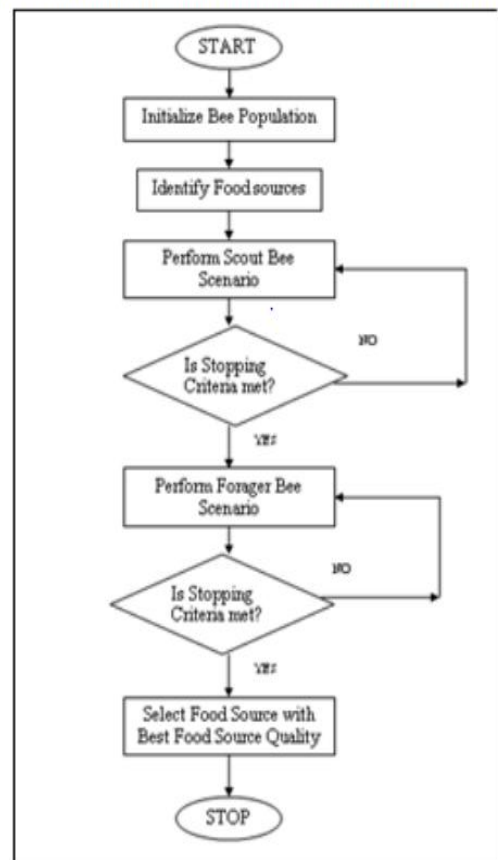 START
Initialize Bee Population
Identify Food sources
Perform Scout Bee
Scenario
NO
Is Stopping
Criteria met?
YES
Perform Forager Bee
Scenario
NO
Is Stopping
Criteria met?
YES
Select Food Source with
Best Food Source Quality
STOP